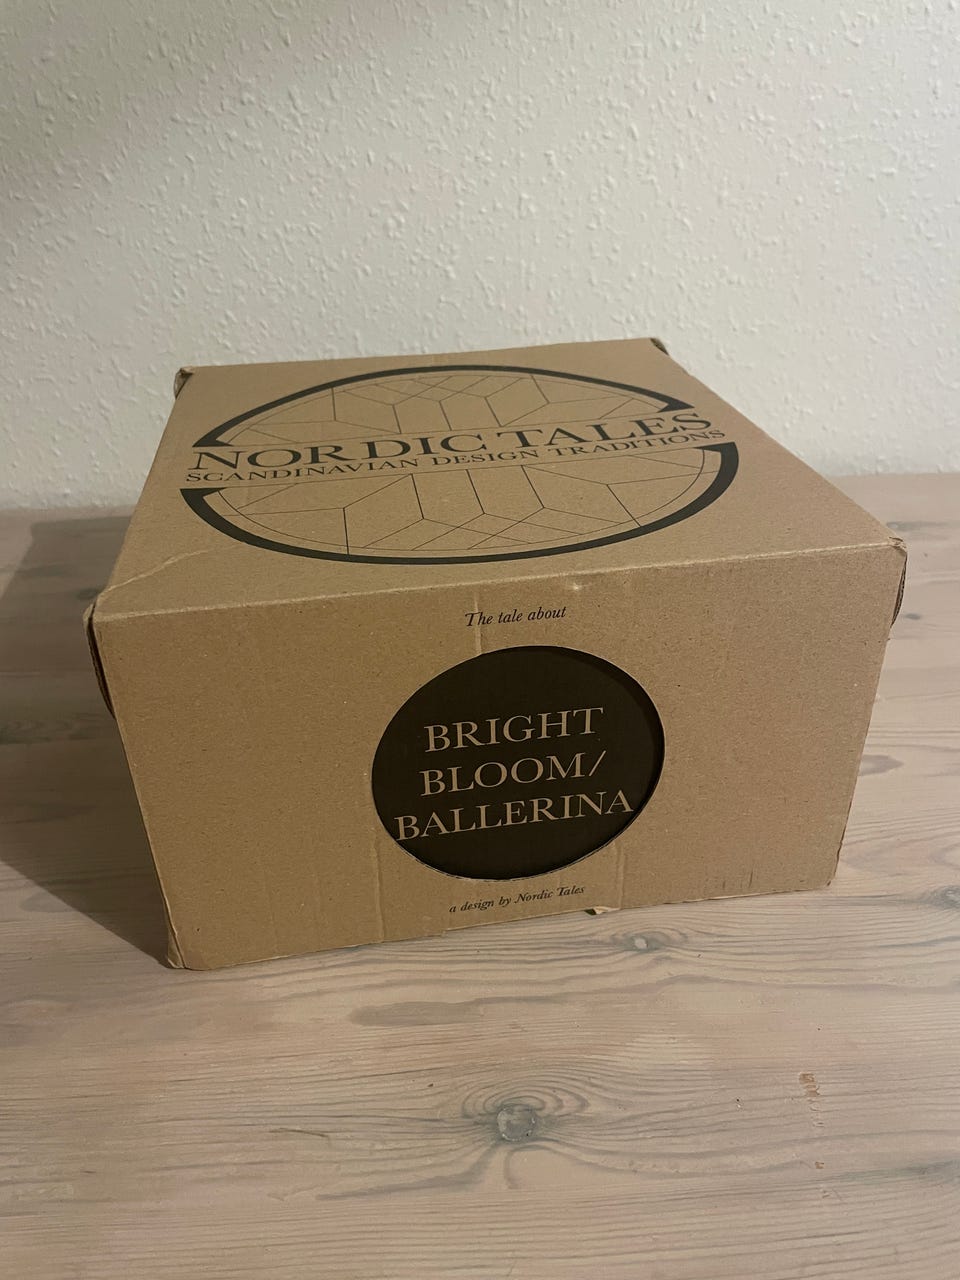 NORDIC TALES
SCANDINAVIAN DESIGN TRADITIONS
The tale about
BRIGHT
BLOOM/
BALLERINA
a design by Nordic Tales